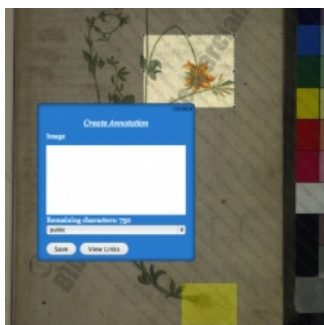 Create Annotation
Image
Remaining characters: 750
public
Save
View Links